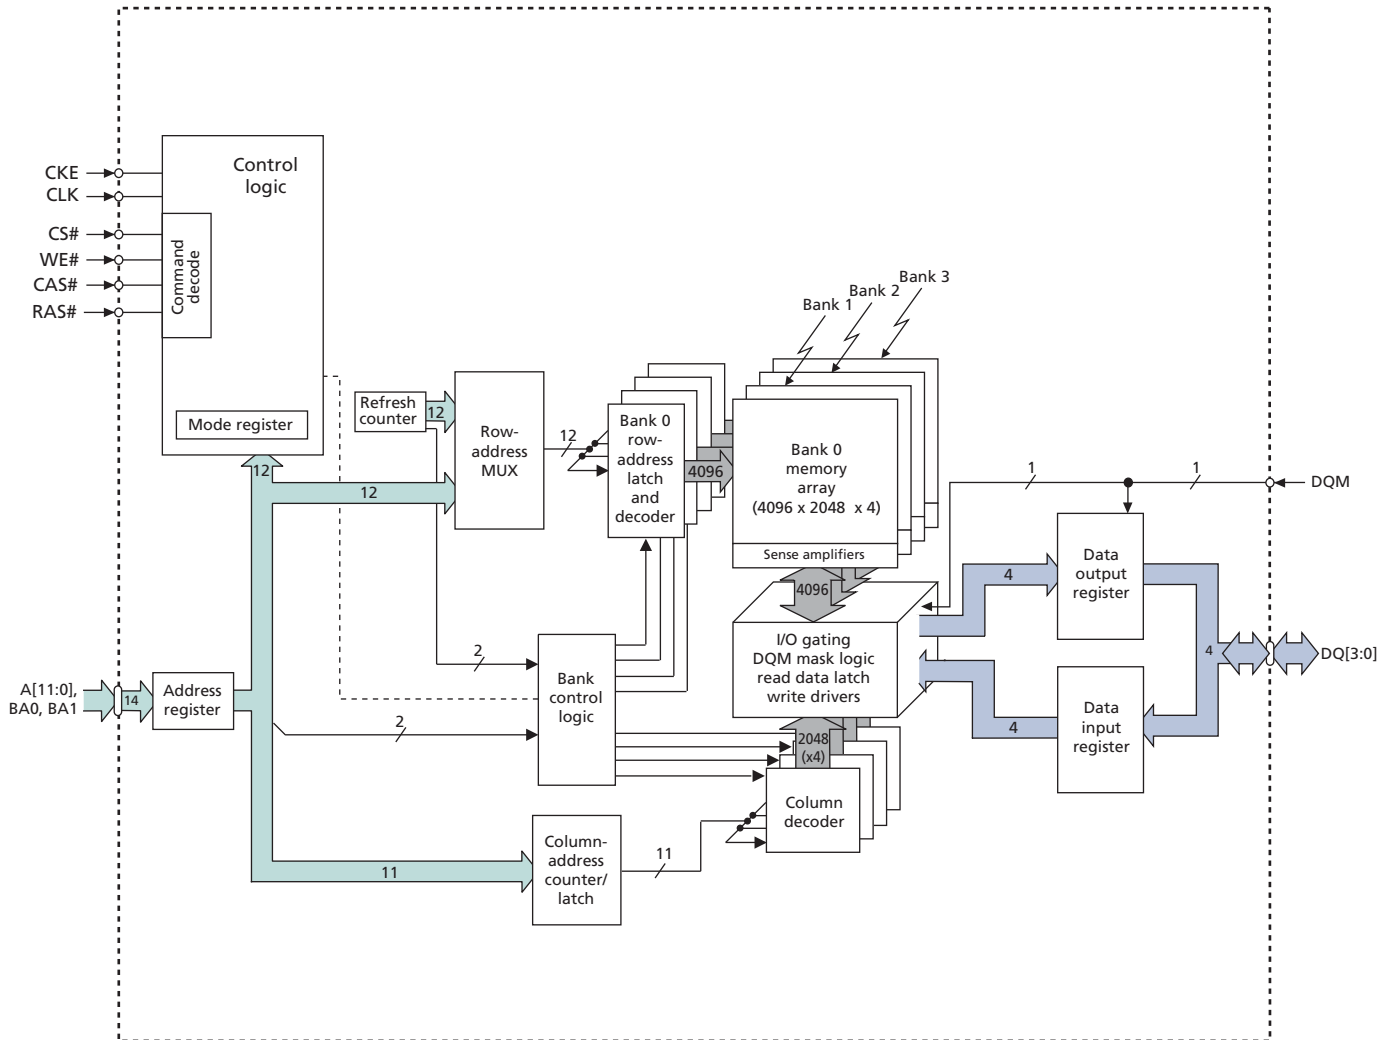 CKE
CLK
CS#
WE#
CAS#
RAS#
Control
logic
Command
decode
Mode register
12
12
Refresh
counter
12
Row-
address
MUX
12
Bank 0
row-
address
latch
and
decoder
4096
Bank 1
Bank 2
Bank 3
Bank 0
memory
array
(4096 x 2048 x 4)
Sense amplifiers
4096
I/O gating
DQM mask logic
read data latch
write drivers
2048
(x4)
Column
decoder
1
1
DQM
Data
output
register
4
4
DQ[3:0]
Data
input
register
4
A[11:0],
BA0, BA1
14
Address
register
2
2
Bank
control
logic
11
Column-
address
counter/
latch
11